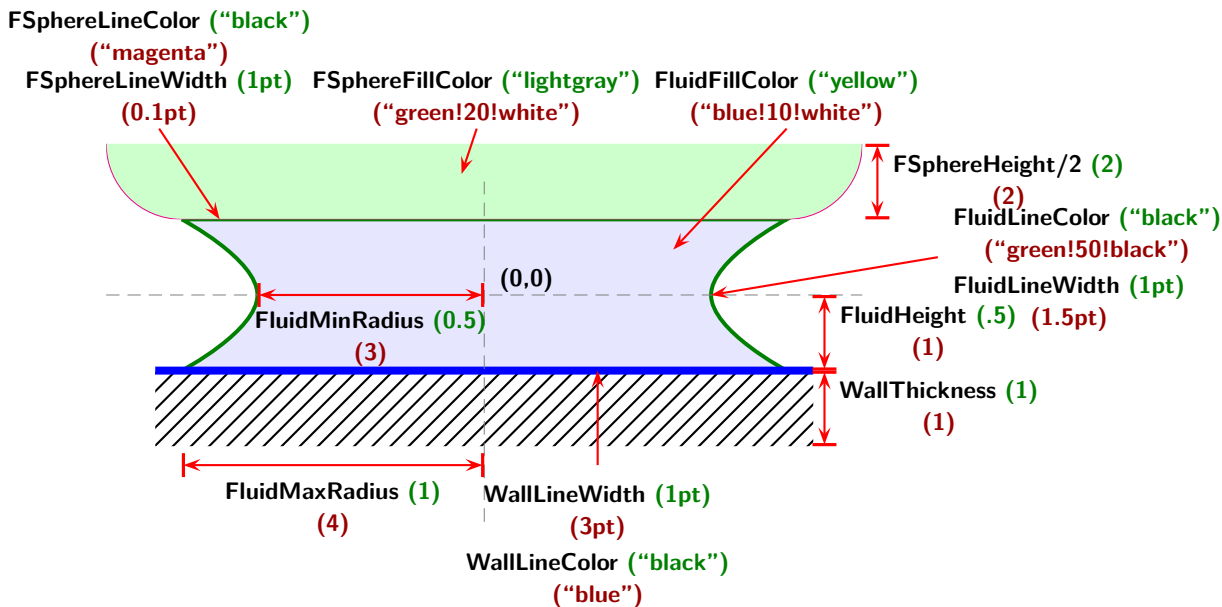 FSphereLineColor (“black”)
(“magenta”)
FSphereLineWidth (1pt)
(0.1pt)
FSphereFillColor (“lightgray”)
(“green!20!white”)
FluidFillColor (“yellow”)
(“blue!10!white”)
FSphereHeight/2 (2)
(2)
FluidLineColor (“black”)
(“green!50!black”)
FluidLineWidth (1pt)
(1.5pt)
(0,0)
FluidMinRadius (0.5)
(3)
FluidHeight (.5)
(1)
WallThickness (1)
(1)
FluidMaxRadius (1)
(4)
WallLineWidth (1pt)
(3pt)
WallLineColor (“black”)
(“blue”)